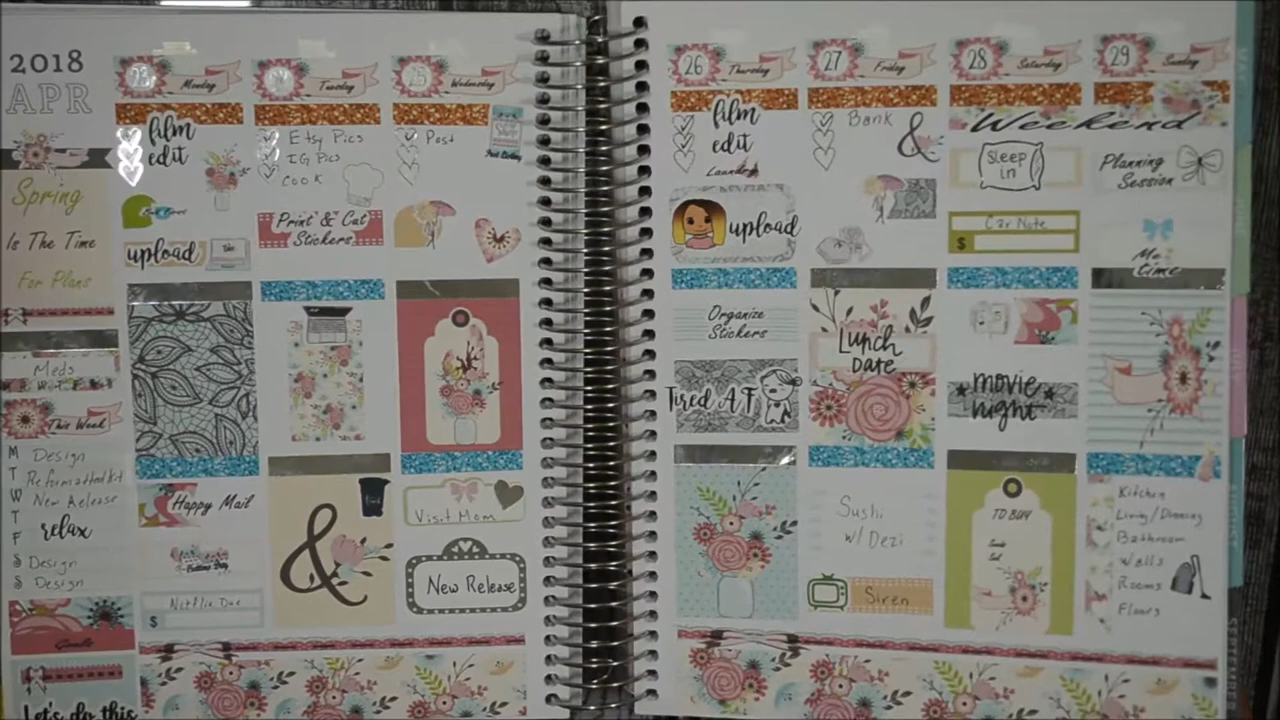 2018
APR
Spring
Is The Time
For Plans
Meds
This Week
M Design
T Reformatted Kit
W New Release
T relax
F
S Design
S Design
Goals
Let's do this
23 Monday
film
edit
upload
Happy Mail
Netflix Due
$
Tuesday
Etsy Pics
IG Pics
Cook
Print & Cut
Stickers
&
25 Wednesday
Post
Visit Mom
New Release
26 Thursday
film
edit
Laundry
upload
Organize
Stickers
Tired AF
27 Friday
Bank
&
Lunch
Date
Sushi
w/ Dezi
Siren
28 Saturday
29 Sunday
Weekend
Sleep
in
Car Note
$
movie
night
TO BUY
Planning
Session
Me
time
Kitchen
Living/Dinning
Bathroom
Walls
Rooms
Floors